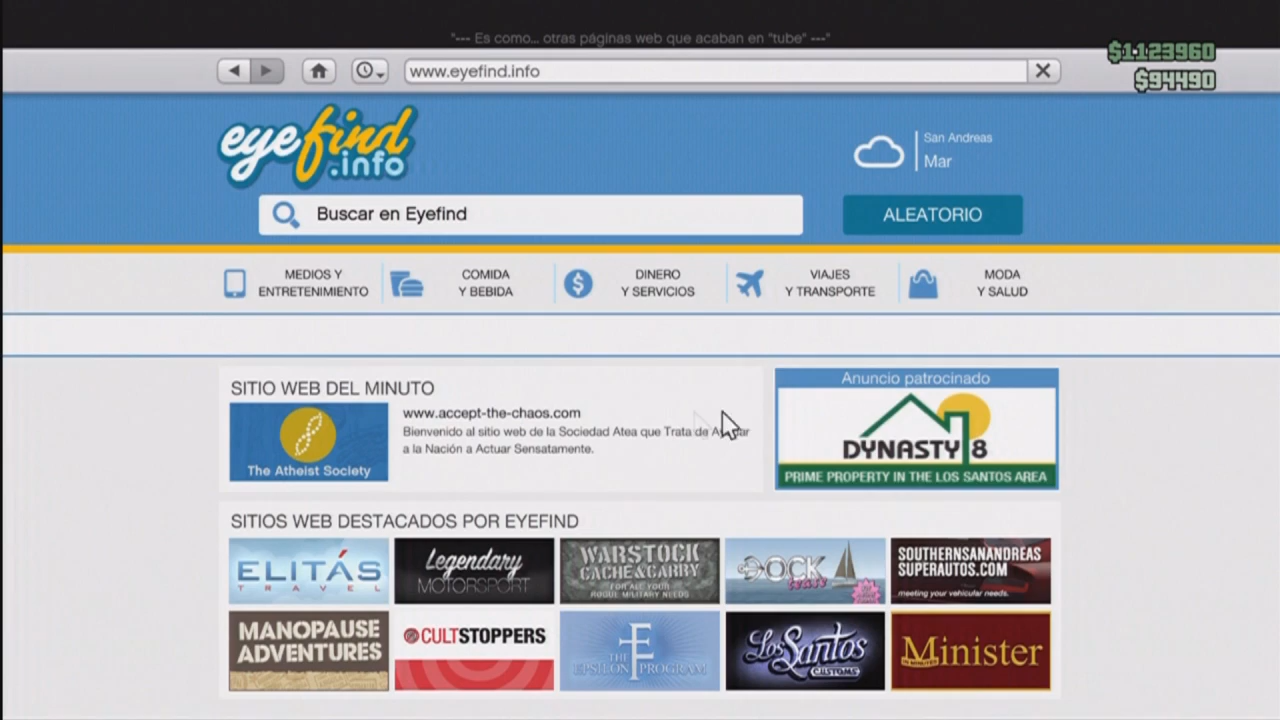 "--- Es como... otras páginas web que acaban en "tube" ---"
www.eyefind.info
$1123960
$94490
eyefind
.info
San Andreas
Mar
Buscar en Eyefind
ALEATORIO
MEDIOS Y
ENTRETENIMIENTO
COMIDA
Y BEBIDA
DINERO
Y SERVICIOS
VIAJES
Y TRANSPORTE
MODA
Y SALUD
SITIO WEB DEL MINUTO
The Atheist Society
www.accept-the-chaos.com
Bienvenido al sitio web de la Sociedad Atea que Trata de
a la Nación a Actuar Sensatamente.
Anuncio patrocinado
DYNASTY 8
PRIME PROPERTY IN THE LOS SANTOS AREA
SITIOS WEB DESTACADOS POR EYEFIND
ELITÁS
TRAVEL
Legendary
MOTORSPORT
WARSTOCK
CACHE & CARRY
FOR ALL YOUR
ROGUE MILITARY NEEDS
DOCK
tease
SOUTHERNSANANDREAS
SUPERAUTOS.COM
meeting your vehicular needs.
MANOPAUSE
ADVENTURES
CULTSTOPPERS
THE
EPSILON PROGRAM
Los Santos
CUSTOMS
Minister